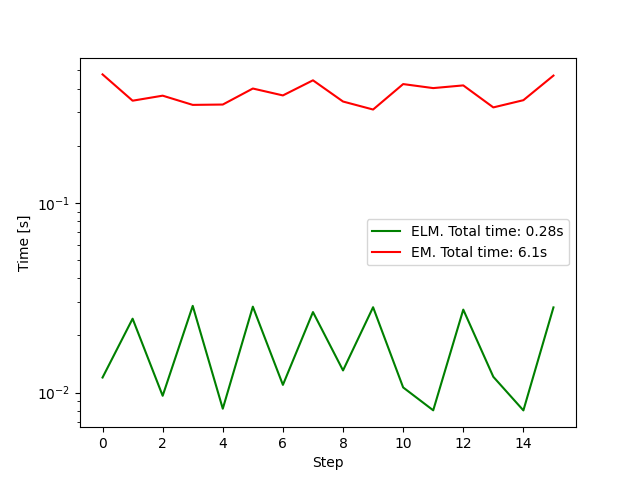 10⁻¹
10⁻²
Time [s]
ELM. Total time: 0.28s
EM. Total time: 6.1s
0 2 4 6 8 10 12 14
Step